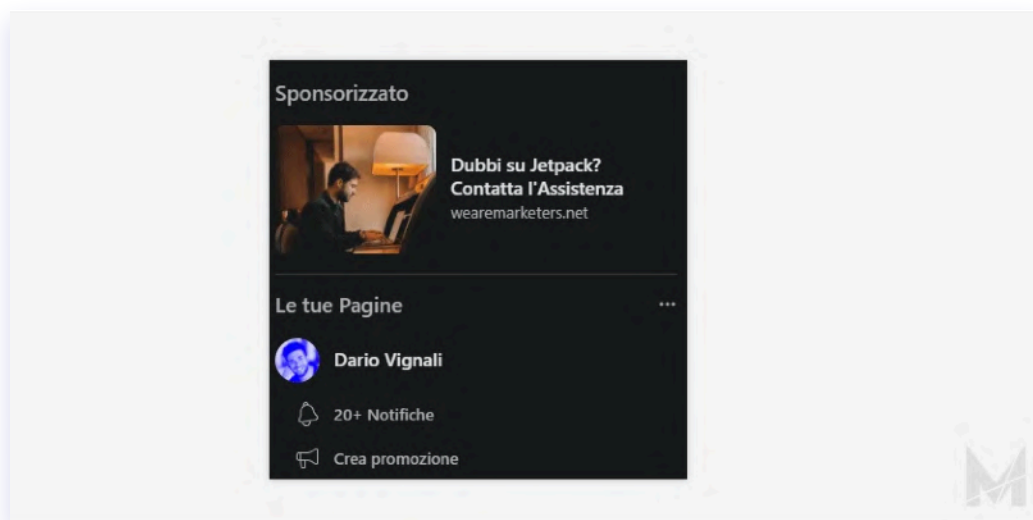 Sponsorizzato
Dubbi su Jetpack?
Contatta l'Assistenza
wearemarketers.net
Le tue Pagine
Dario Vignali
20+ Notifiche
Crea promozione
M